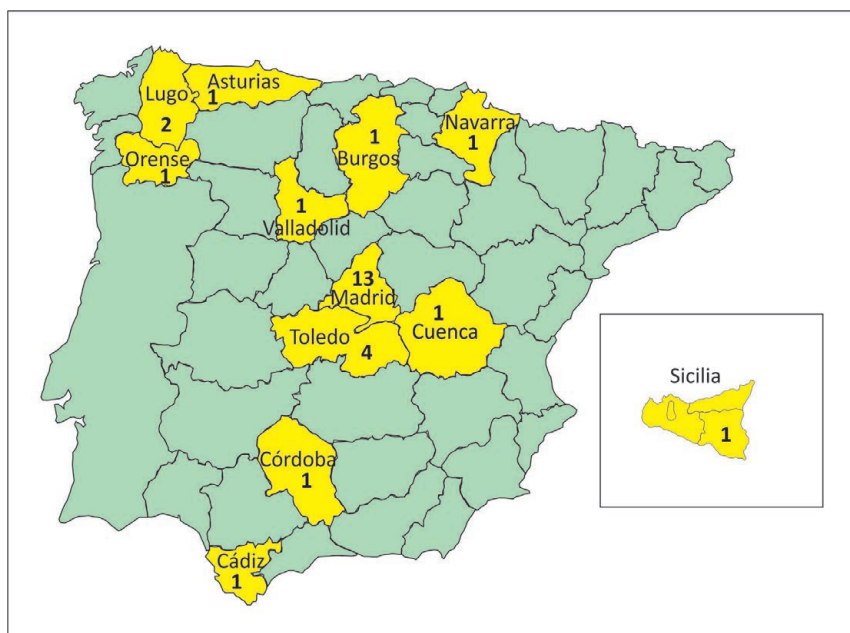 Asturias
1
Lugo
2
Orense
1
1
Burgos
Navarra
1
1
Valladolid
13
Madrid
1
Cuenca
Toledo
4
Córdoba
1
Cádiz
1
Sicilia
1